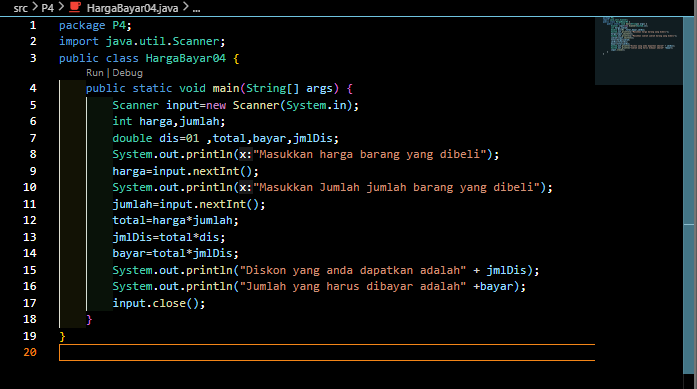 src > P4 > HargaBayar04.java > ...
1 package P4;
2 import java.util.Scanner;
3 public class HargaBayar04 {
Run | Debug
4 public static void main(String[] args) {
5 Scanner input=new Scanner(System.in);
6 int harga,jumlah;
7 double dis=01 ,total,bayar,jmlDis;
8 System.out.println(x:"Masukkan harga barang yang dibeli");
9 harga=input.nextInt();
10 System.out.println(x:"Masukkan Jumlah jumlah barang yang dibeli");
11 jumlah=input.nextInt();
12 total=harga*jumlah;
13 jmlDis=total*dis;
14 bayar=total*jmlDis;
15 System.out.println("Diskon yang anda dapatkan adalah" + jmlDis);
16 System.out.println("Jumlah yang harus dibayar adalah" +bayar);
17 input.close();
18 }
19 }
20